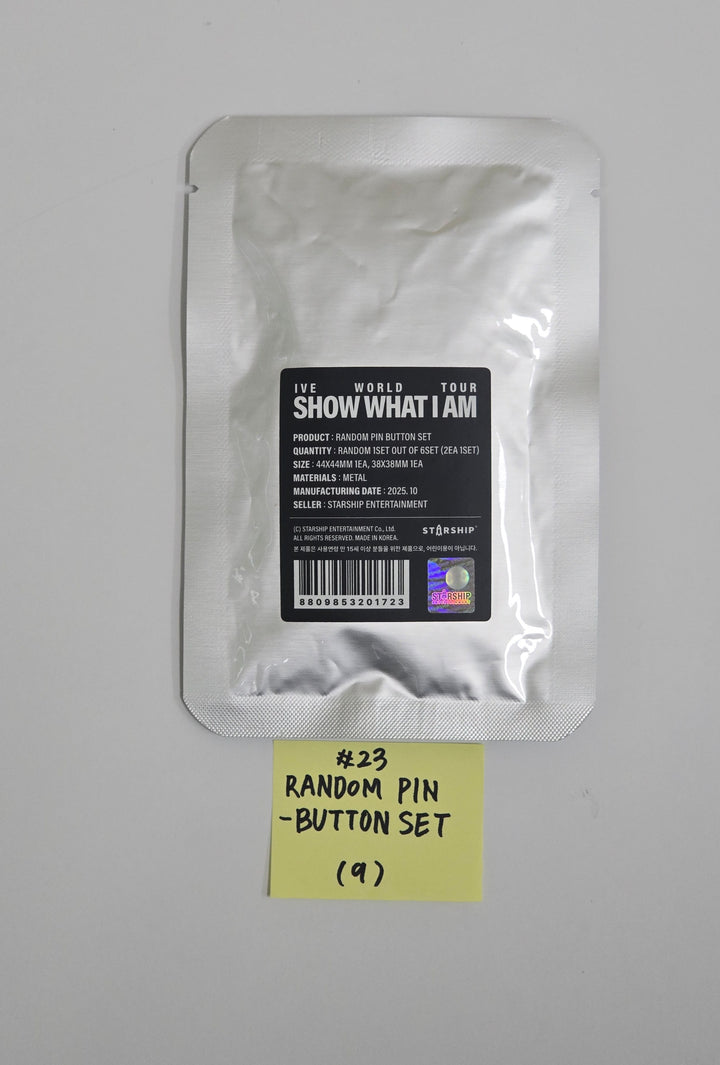 IVE WORLD TOUR
SHOW WHAT I AM
PRODUCT : RANDOM PIN BUTTON SET
QUANTITY : RANDOM 1SET OUT OF 6SET (2EA 1SET)
SIZE : 44X44MM 1EA, 38X38MM 1EA
MATERIALS : METAL
MANUFACTURING DATE : 2025. 10
SELLER : STARSHIP ENTERTAINMENT
(C) STARSHIP ENTERTAINMENT Co., Ltd.
ALL RIGHTS RESERVED. MADE IN KOREA.
STARSHIP
본 제품은 사용연령 만 15세 이상 분들을 위한 제품으로, 어린이용이 아닙니다.
8809853201723
STARSHIP
#23
RANDOM PIN
-BUTTON SET
(9)